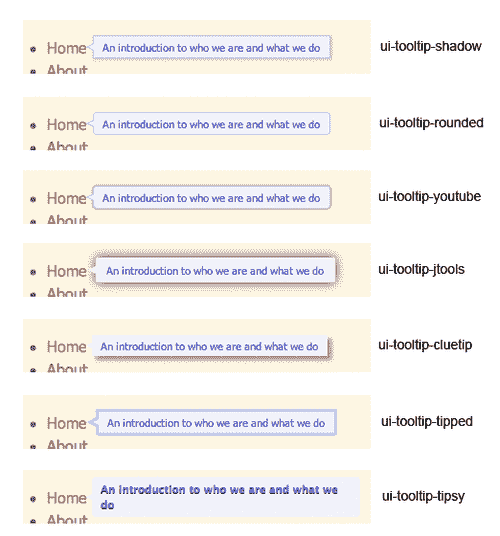 Home An introduction to who we are and what we do ui-tooltip-shadow
About
Home An introduction to who we are and what we do ui-tooltip-rounded
About
Home An introduction to who we are and what we do ui-tooltip-youtube
About
Home An introduction to who we are and what we do ui-tooltip-jtools
About
Home An introduction to who we are and what we do ui-tooltip-cluetip
About
Home An introduction to who we are and what we do ui-tooltip-tipped
About
Home An introduction to who we are and what we do ui-tooltip-tipsy
About